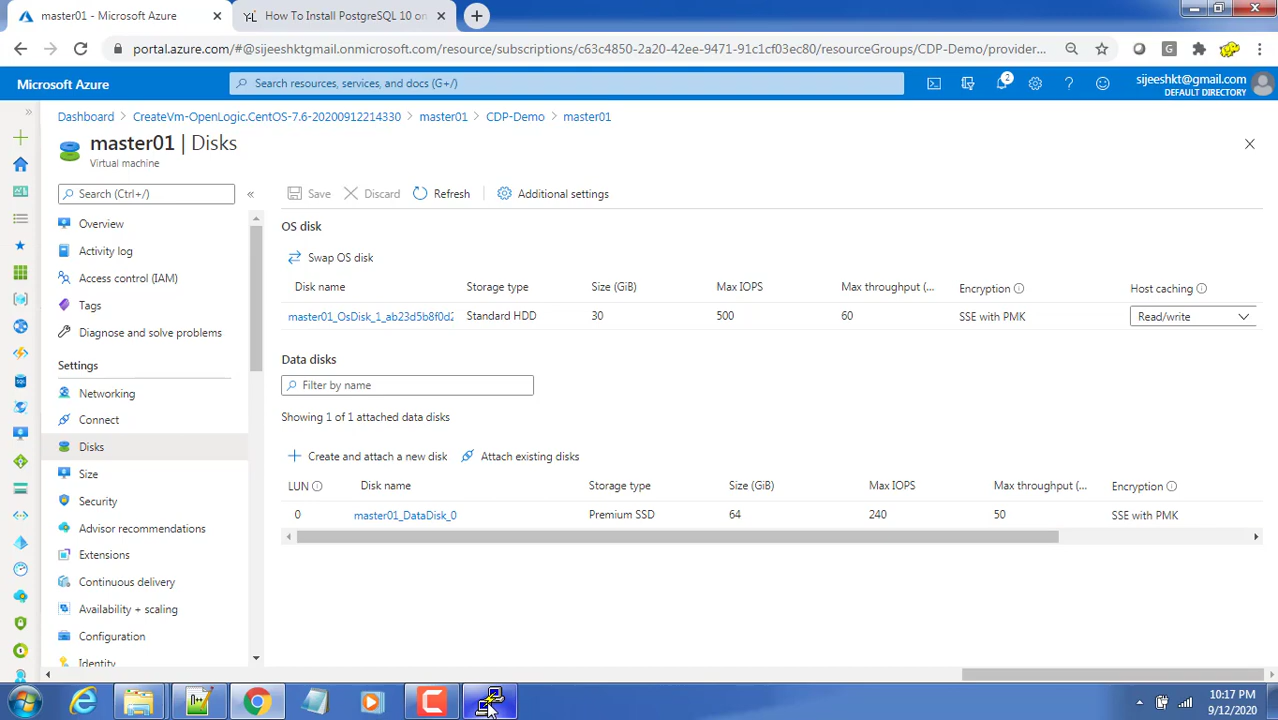 master01 - Microsoft Azure
How To Install PostgreSQL 10 on
portal.azure.com/#@sijeeshktgmail.onmicrosoft.com/resource/subscriptions/c63c4850-2a20-42ee-9471-91c1cf03ec80/resourceGroups/CDP-Demo/provider...
Microsoft Azure
Search resources, services, and docs (G+/)
2
sijeeshkt@gmail.com
DEFAULT DIRECTORY
Dashboard > CreateVm-OpenLogic.CentOS-7.6-20200912214330 > master01 > CDP-Demo > master01
master01 | Disks
Virtual machine
Search (Ctrl+/)
Overview
Activity log
Access control (IAM)
Tags
Diagnose and solve problems
Settings
Networking
Connect
Disks
Size
Security
Advisor recommendations
Extensions
Continuous delivery
Availability + scaling
Configuration
Identity
Save Discard Refresh Additional settings
OS disk
Swap OS disk
Disk name Storage type Size (GiB) Max IOPS Max throughput (... Encryption Host caching
master01_OsDisk_1_ab23d5b8f0d2 Standard HDD 30 500 60 SSE with PMK Read/write
Data disks
Filter by name
Showing 1 of 1 attached data disks
Create and attach a new disk Attach existing disks
LUN Disk name Storage type Size (GiB) Max IOPS Max throughput (... Encryption
0 master01_DataDisk_0 Premium SSD 64 240 50 SSE with PMK
10:17 PM
9/12/2020